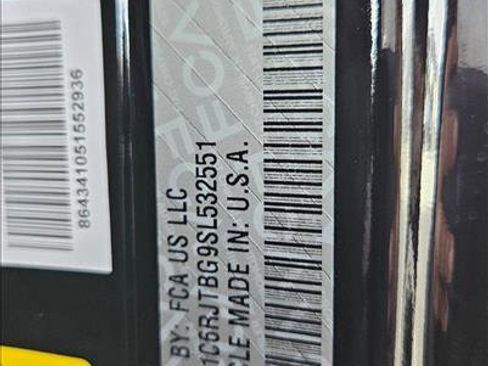 864341051552936
BY: FCA US LLC
1C6RJTBG9SL532551
CLE MADE IN: U.S.A.